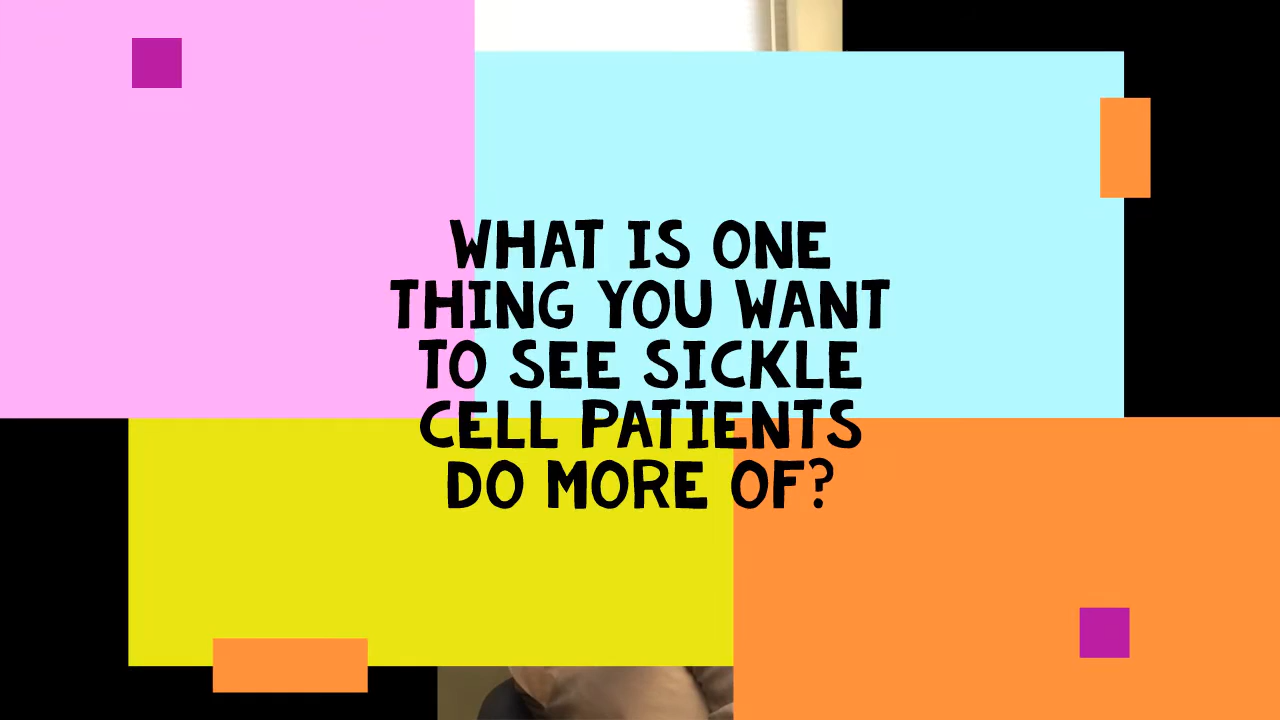 WHAT IS ONE
THING YOU WANT
TO SEE SICKLE
CELL PATIENTS
DO MORE OF?